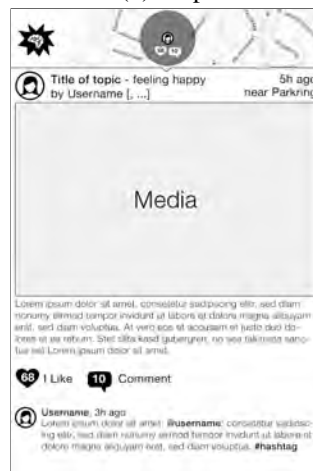 Title of topic - feeling happy
by Username [, ...]
5h ago
near Parkring
Media
Lorem ipsum dolor sit amet, consetetur sadipscing elitr, sed diam
nonumy eirmod tempor invidunt ut labore et dolore magna aliquyam
erat, sed diam voluptua. At vero eos et accusam et justo duo do-
lores et ea rebum. Stet clita kasd gubergren, no sea takimata sanc-
tus est Lorem ipsum dolor sit amet.
68 I Like 10 Comment
Username, 3h ago
Lorem ipsum dolor sit amet, @username: consetetur sadipsc-
ing elitr, sed diam nonumy eirmod tempor invidunt ut labore et
dolore magna aliquyam erat, sed diam voluptua. #hashtag